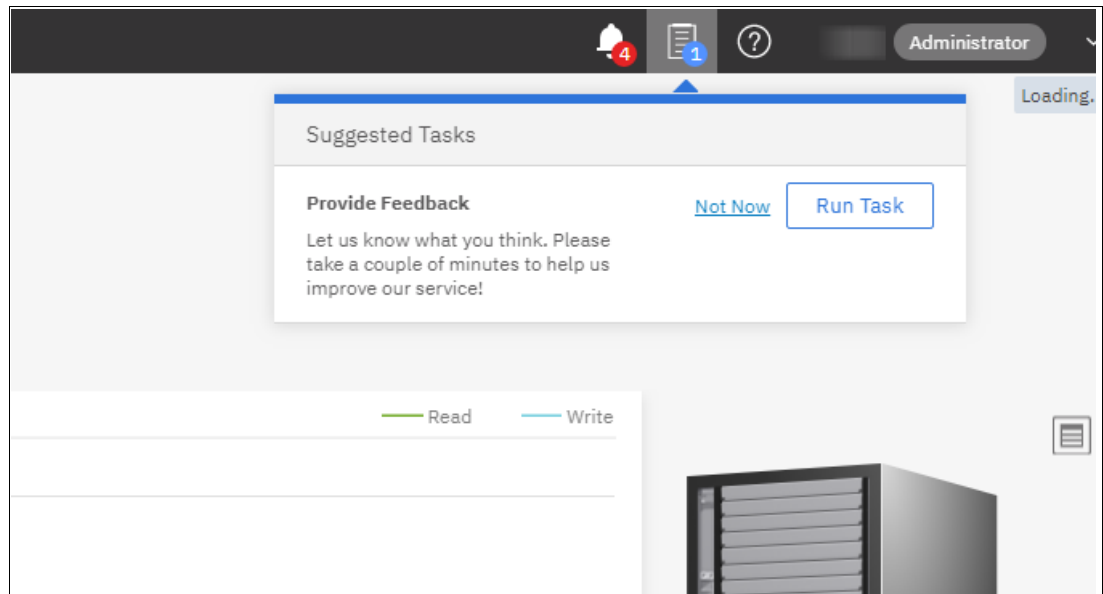 4
1
?
Administrator
Loading.
Suggested Tasks
Provide Feedback
Not Now
Run Task
Let us know what you think. Please
take a couple of minutes to help us
improve our service!
Read
Write